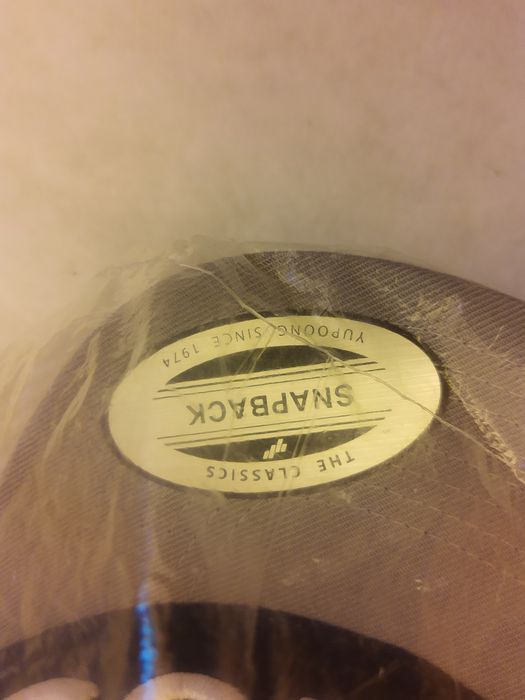 THE CLASSICS
SNAPBACK
YUPOONG SINCE 1974